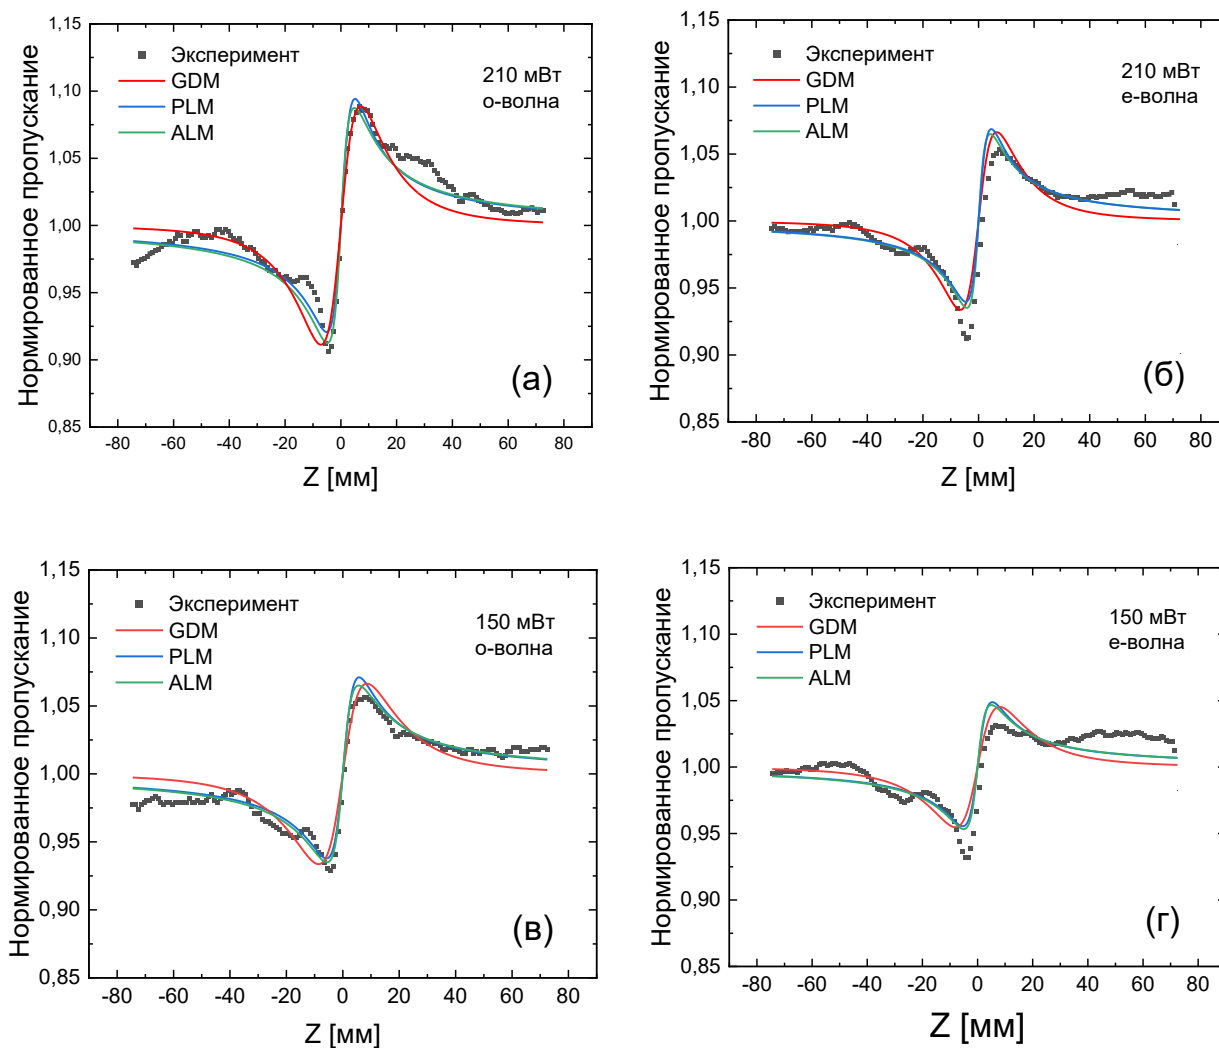 1,15
1,10
1,05
1,00
0,95
0,90
0,85
Нормированное пропускание
Эксперимент
GDM
PLM
ALM
210 мВт
о-волна
(а)
-80 -60 -40 -20 0 20 40 60 80
Z [мм]
1,15
1,10
1,05
1,00
0,95
0,90
0,85
Нормированное пропускание
Эксперимент
GDM
PLM
ALM
210 мВт
е-волна
(б)
-80 -60 -40 -20 0 20 40 60 80
Z [мм]
1,15
1,10
1,05
1,00
0,95
0,90
0,85
Нормированное пропускание
Эксперимент
GDM
PLM
ALM
150 мВт
о-волна
(в)
-80 -60 -40 -20 0 20 40 60 80
Z [мм]
1,15
1,10
1,05
1,00
0,95
0,90
0,85
Нормированное пропускание
Эксперимент
GDM
PLM
ALM
150 мВт
е-волна
(г)
-80 -60 -40 -20 0 20 40 60 80
Z [мм]